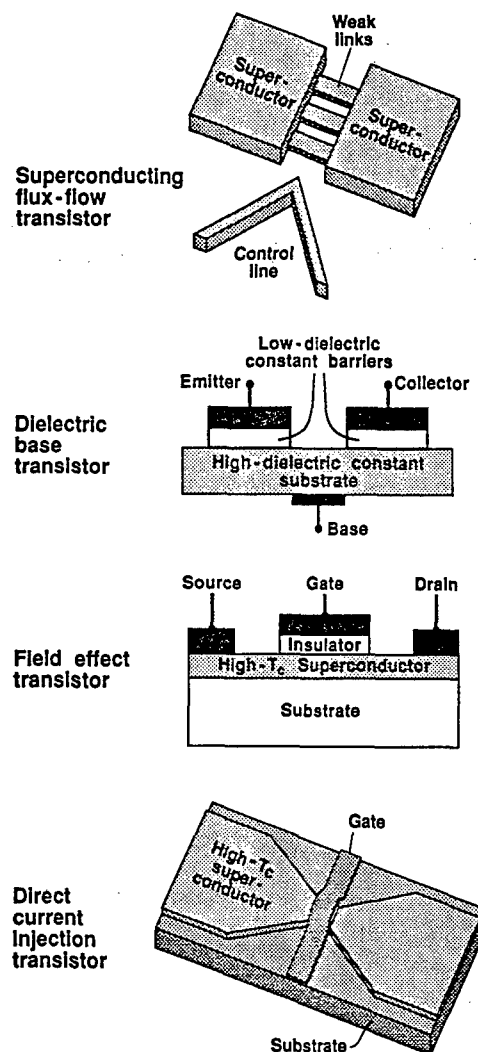 Weak
links
Super-
conductor
Super-
conductor
Superconducting
flux-flow
transistor
Control
line
Low-dielectric
constant barriers
Emitter
Collector
Dielectric
base
transistor
High-dielectric constant
substrate
Base
Source
Gate
Drain
Insulator
Field effect
transistor
High-Tc Superconductor
Substrate
Gate
High-Tc
super-
conductor
Direct
current
Injection
transistor
Substrate